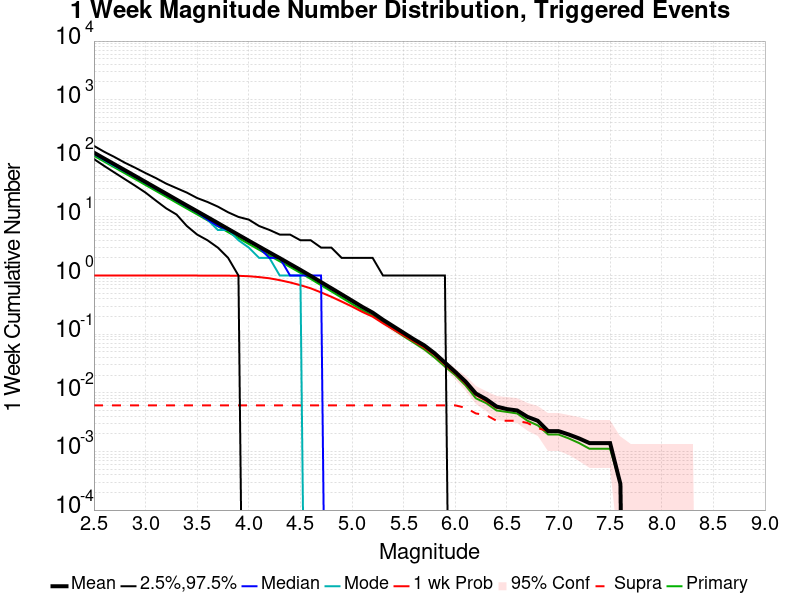 1 Week Magnitude Number Distribution, Triggered Events
1 Week Cumulative Number
10^4
10^3
10^2
10^1
10^0
10^-1
10^-2
10^-3
10^-4
2.5 3.0 3.5 4.0 4.5 5.0 5.5 6.0 6.5 7.0 7.5 8.0 8.5 9.0
Magnitude
Mean 2.5%,97.5% Median Mode 1 wk Prob 95% Conf Supra Primary